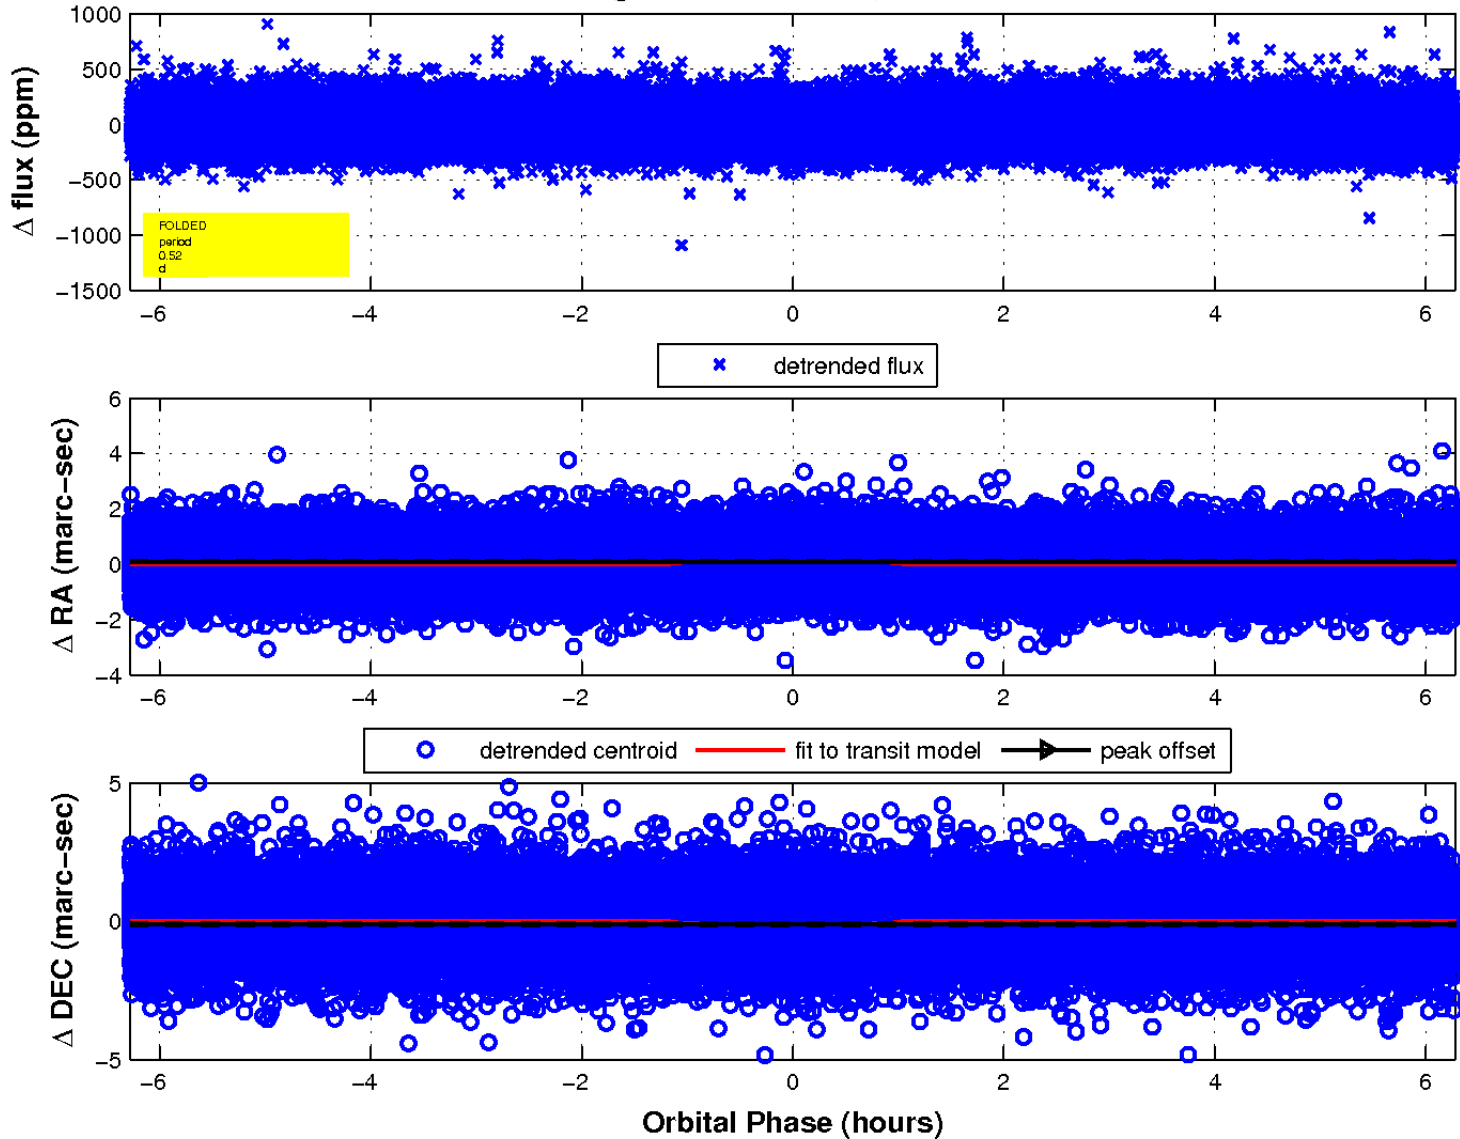 1000
500
0
−500
−1000
−1500
Δ flux (ppm)
FOLDED
period
0.52
d
−6 −4 −2 0 2 4 6
detrended flux
6
4
2
0
−2
−4
Δ RA (marc−sec)
−6 −4 −2 0 2 4 6
detrended centroid fit to transit model peak offset
5
0
−5
Δ DEC (marc−sec)
−6 −4 −2 0 2 4 6
Orbital Phase (hours)